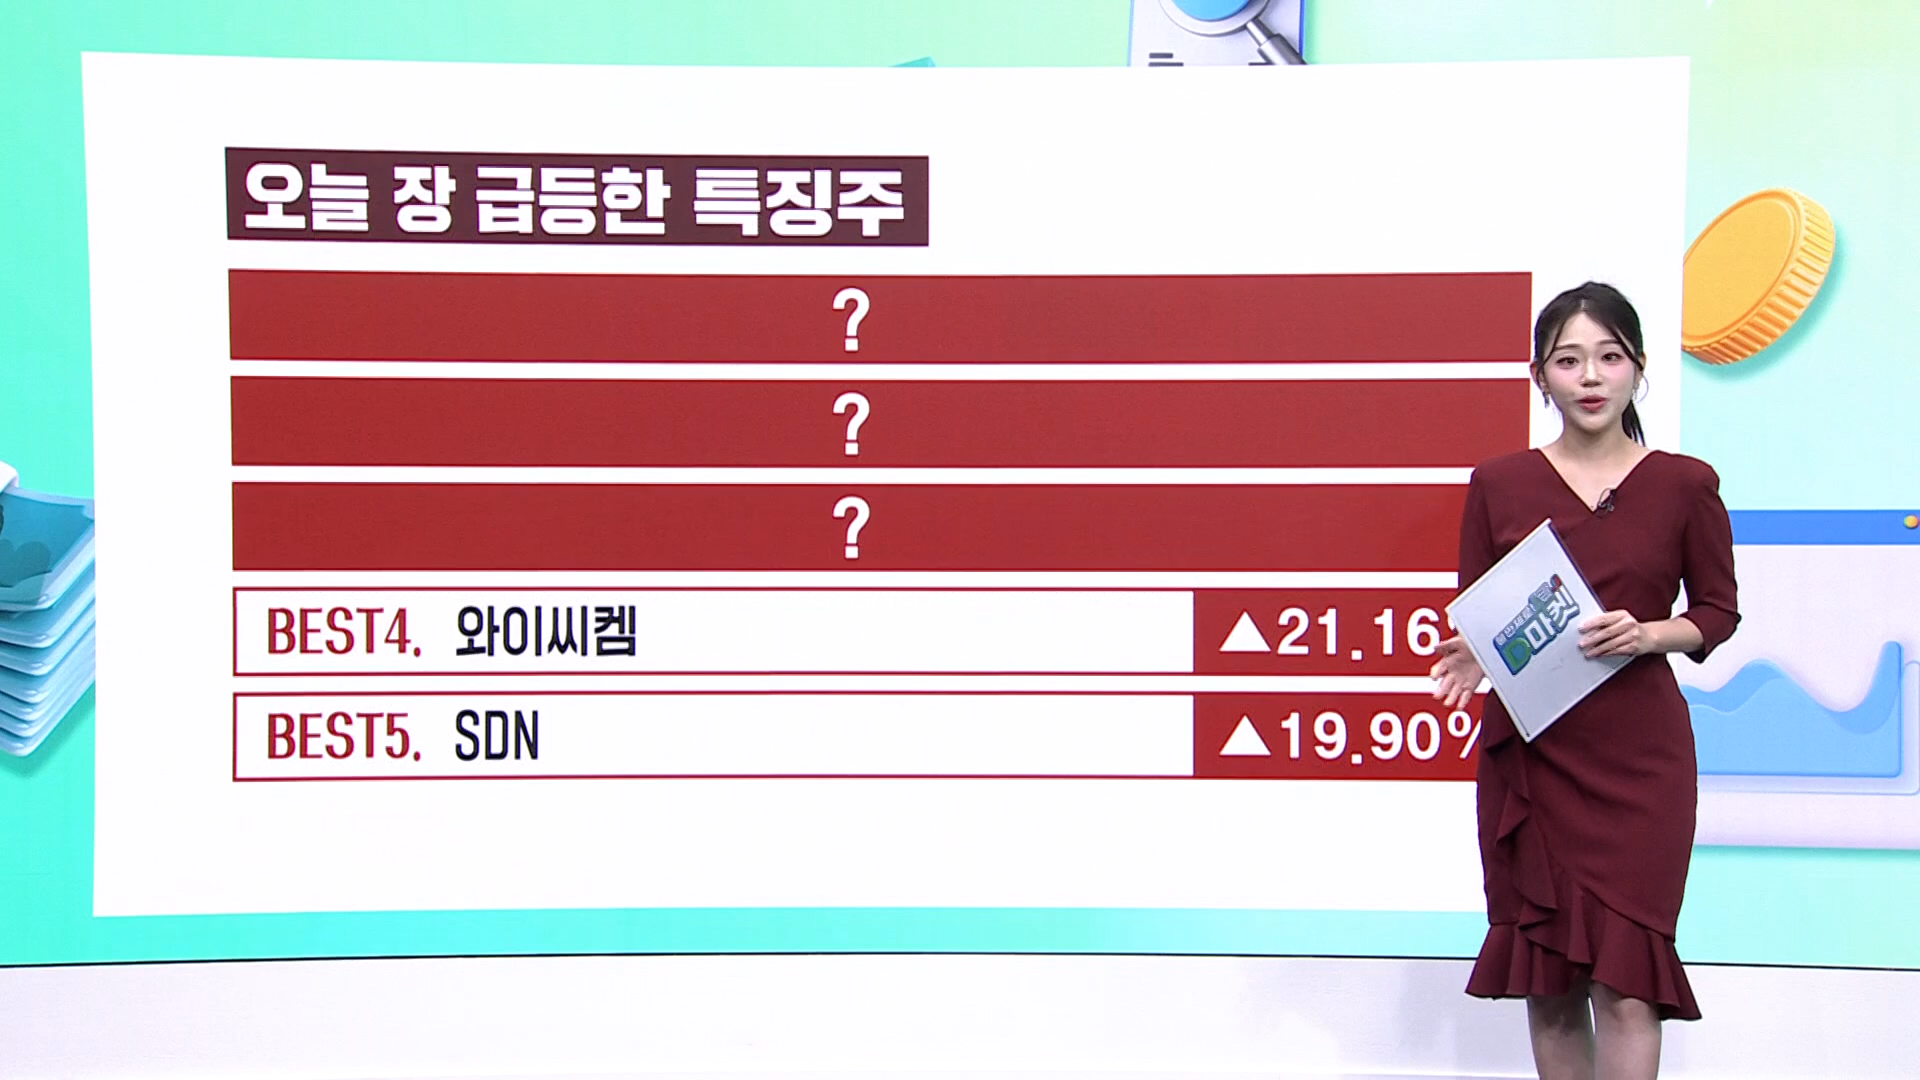 오늘 장 급등한 특징주
?
?
?
BEST4. 와이씨켐 ▲21.16%
BEST5. SDN ▲19.90%
D마켓